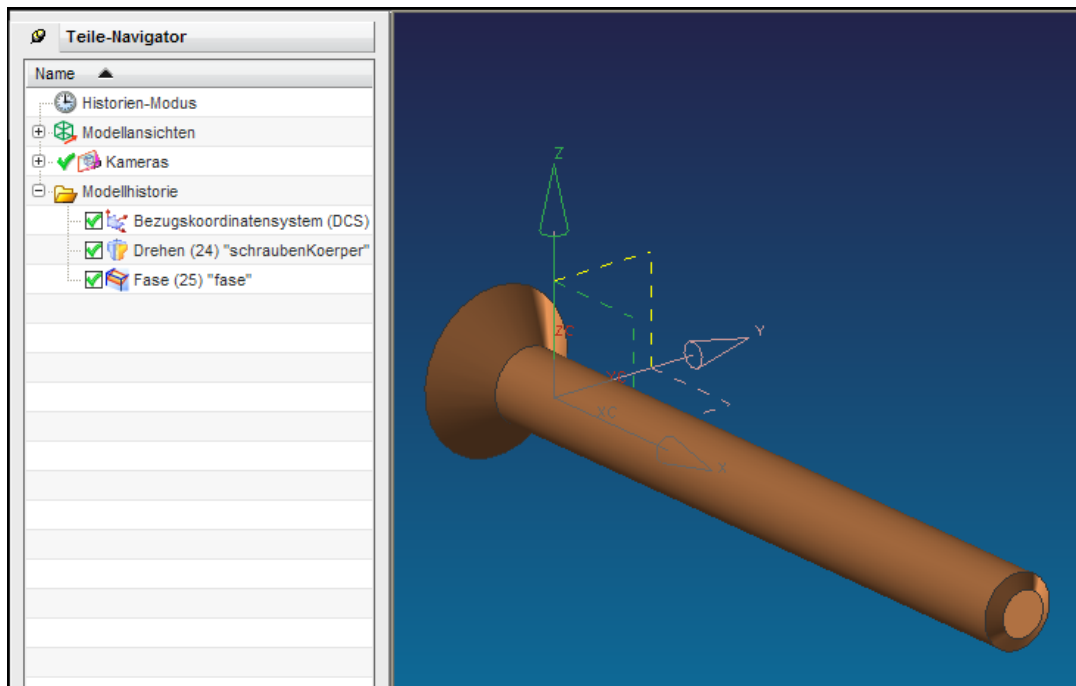 Teile-Navigator
Name
Historien-Modus
Modellansichten
Kameras
Modellhistorie
Bezugskoordinatensystem (DCS)
Drehen (24) "schraubenKoerper"
Fase (25) "fase"
Z
ZC
Y
YC
XC
X